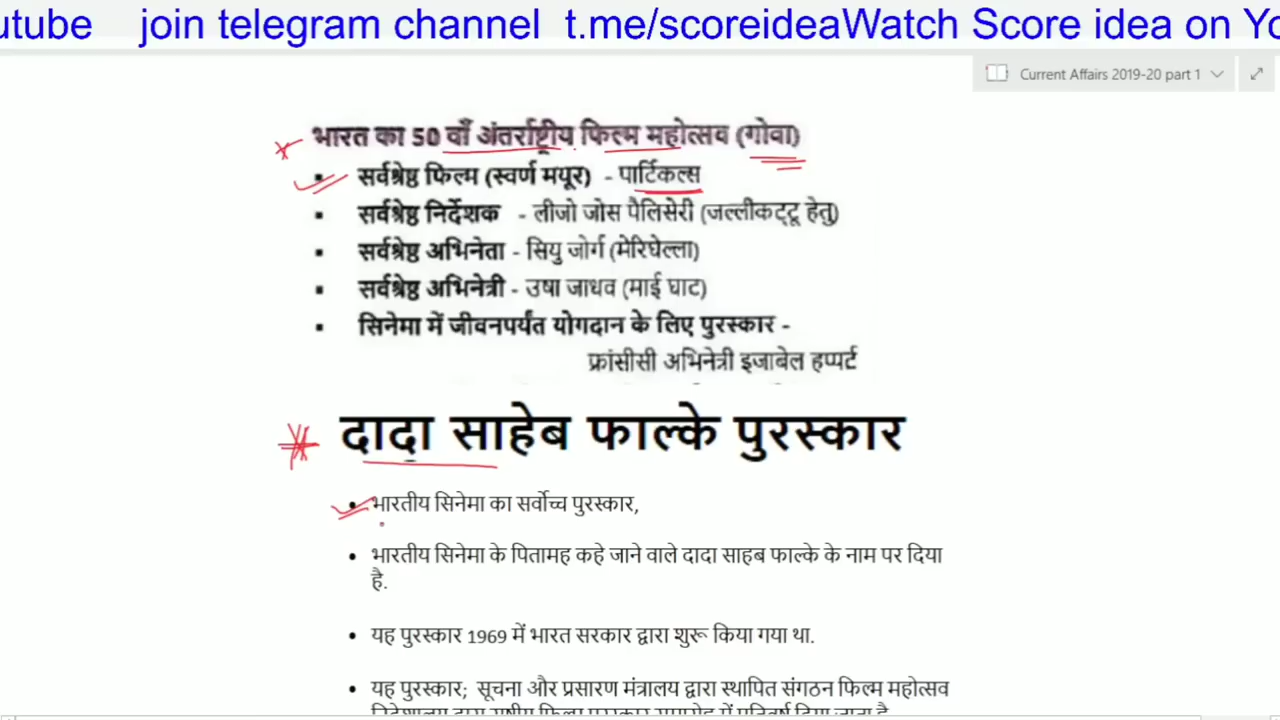 utube join telegram channel t.me/scoreideaWatch Score idea on Yo
Current Affairs 2019-20 part 1
भारत का 50 वाँ अंतर्राष्ट्रीय फिल्म महोत्सव (गोवा)
▪ सर्वश्रेष्ठ फिल्म (स्वर्ण मयूर) - पार्टिकल्स
▪ सर्वश्रेष्ठ निर्देशक - लीजो जोस पैलिसेरी (जल्लीकट्टू हेतु)
▪ सर्वश्रेष्ठ अभिनेता - सियु जोर्ग (मेरिघेल्ला)
▪ सर्वश्रेष्ठ अभिनेत्री - उषा जाधव (माई घाट)
▪ सिनेमा में जीवनपर्यंत योगदान के लिए पुरस्कार -
फ्रांसीसी अभिनेत्री इजाबेल हप्पर्ट
दादा साहेब फाल्के पुरस्कार
• भारतीय सिनेमा का सर्वोच्च पुरस्कार,
• भारतीय सिनेमा के पितामह कहे जाने वाले दादा साहब फाल्के के नाम पर दिया
है.
• यह पुरस्कार 1969 में भारत सरकार द्वारा शुरू किया गया था.
• यह पुरस्कार; सूचना और प्रसारण मंत्रालय द्वारा स्थापित संगठन फिल्म महोत्सव